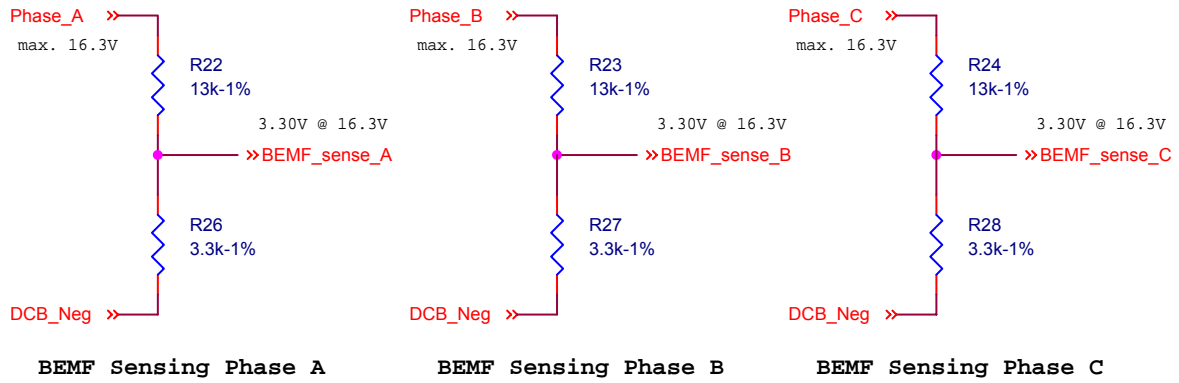 Phase_A
max. 16.3V
R22
13k-1%
3.30V @ 16.3V
BEMF_sense_A
R26
3.3k-1%
DCB_Neg
BEMF Sensing Phase A
Phase_B
max. 16.3V
R23
13k-1%
3.30V @ 16.3V
BEMF_sense_B
R27
3.3k-1%
DCB_Neg
BEMF Sensing Phase B
Phase_C
max. 16.3V
R24
13k-1%
3.30V @ 16.3V
BEMF_sense_C
R28
3.3k-1%
DCB_Neg
BEMF Sensing Phase C